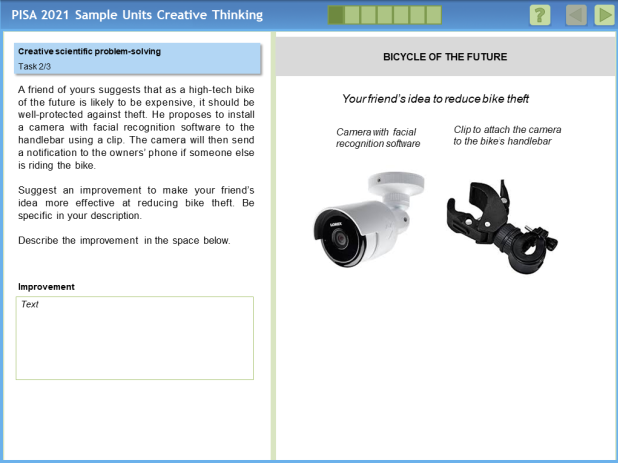 PISA 2021 Sample Units Creative Thinking
?
Creative scientific problem-solving
Task 2/3
A friend of yours suggests that as a high-tech bike
of the future is likely to be expensive, it should be
well-protected against theft. He proposes to install
a camera with facial recognition software to the
handlebar using a clip. The camera will then send
a notification to the owners' phone if someone else
is riding the bike.
Suggest an improvement to make your friend's
idea more effective at reducing bike theft. Be
specific in your description.
Describe the improvement in the space below.
Improvement
Text
BICYCLE OF THE FUTURE
Your friend's idea to reduce bike theft
Camera with facial
recognition software
Clip to attach the camera
to the bike's handlebar
LOREX